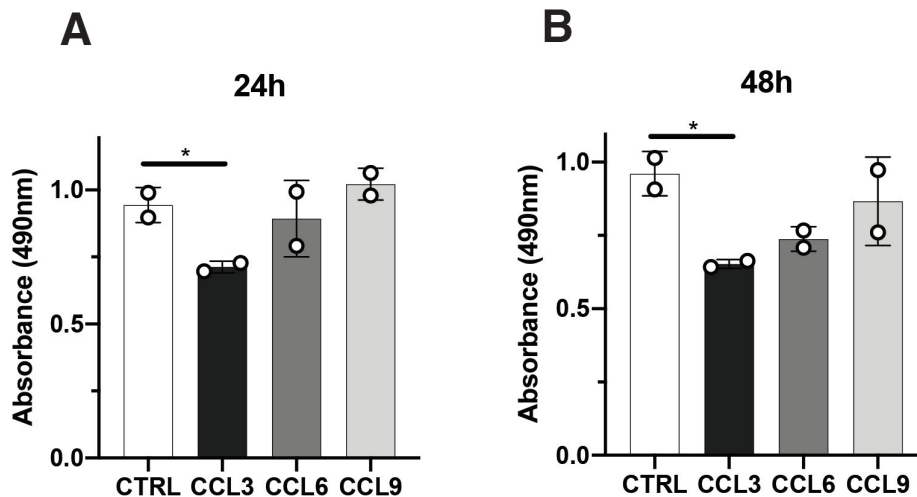 A
24h
*
Absorbance (490nm)
1.0
0.5
0.0
CTRL CCL3 CCL6 CCL9
B
48h
*
Absorbance (490nm)
1.0
0.5
0.0
CTRL CCL3 CCL6 CCL9